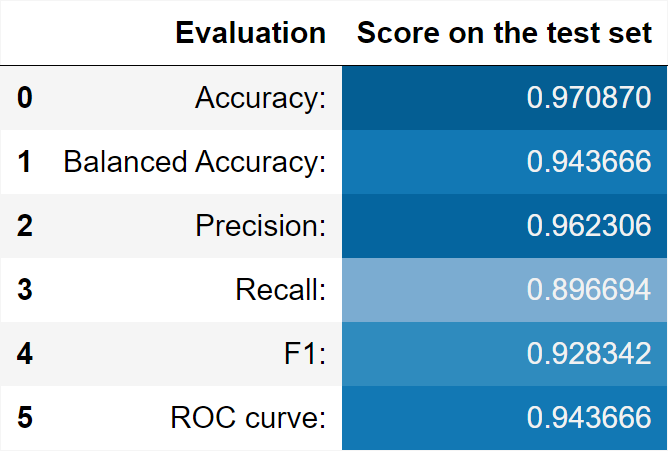 Evaluation Score on the test set
0 Accuracy: 0.970870
1 Balanced Accuracy: 0.943666
2 Precision: 0.962306
3 Recall: 0.896694
4 F1: 0.928342
5 ROC curve: 0.943666